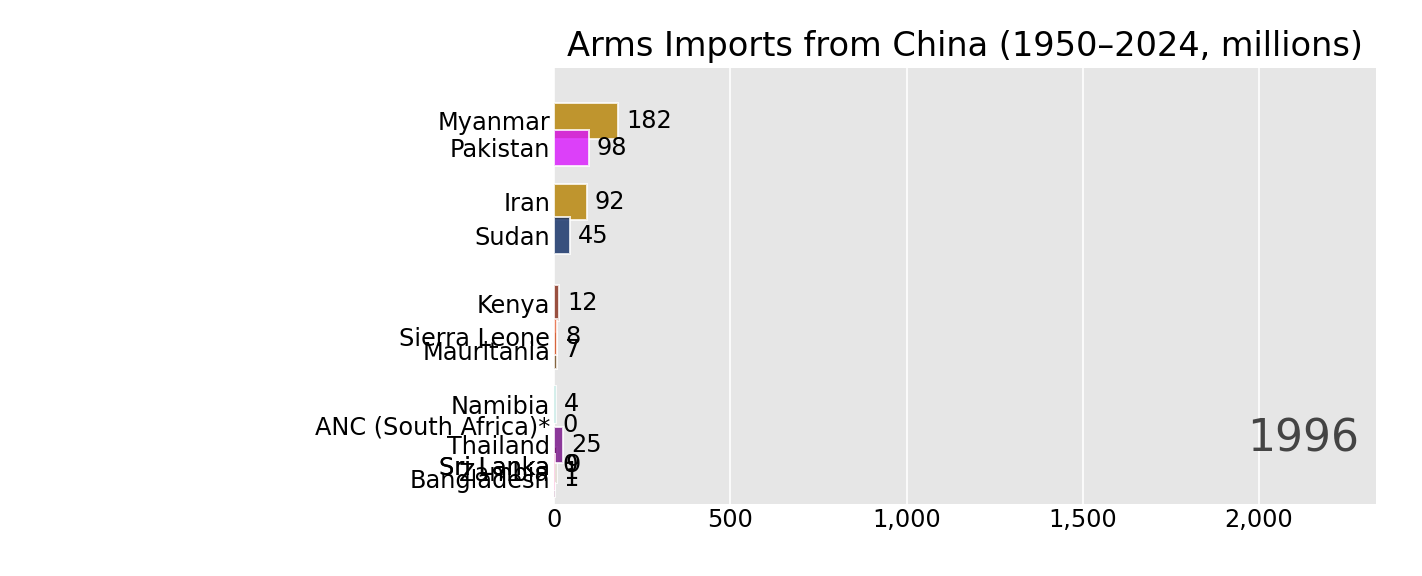 Arms Imports from China (1950–2024, millions)
Myanmar 182
Pakistan 98
Iran 92
Sudan 45
Kenya 12
Sierra Leone 8
Mauritania 7
Namibia 4
ANC (South Africa)* 0
Thailand 25
Sri Lanka
Zambia 1
Bangladesh 1
1996
0 500 1,000 1,500 2,000